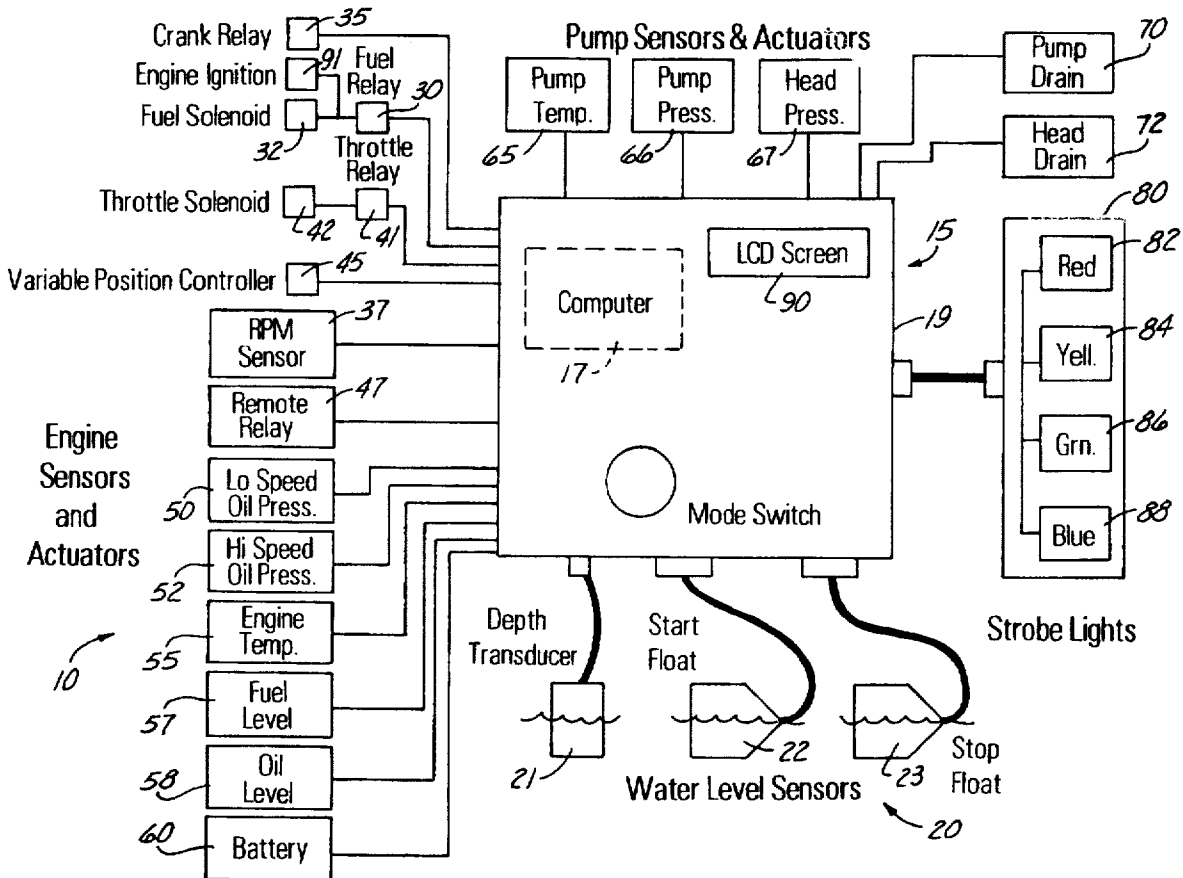 Crank Relay
35
Engine Ignition
91
Fuel
Relay
Fuel Solenoid
32
30
Throttle
Relay
Throttle Solenoid
42
41
Variable Position Controller
45
Pump Sensors & Actuators
Pump
Temp.
65
Pump
Press.
66
Head
Press.
67
Pump
Drain
70
Head
Drain
72
LCD Screen
90
15
19
Computer
17
Mode Switch
80
Red
82
Yell.
84
Grn.
86
Blue
88
Strobe Lights
Engine
Sensors
and
Actuators
10
RPM
Sensor
37
Remote
Relay
47
Lo Speed
Oil Press.
50
Hi Speed
Oil Press.
52
Engine
Temp.
55
Fuel
Level
57
Oil
Level
58
Battery
60
Depth
Transducer
21
Start
Float
22
Stop
Float
23
Water Level Sensors
20